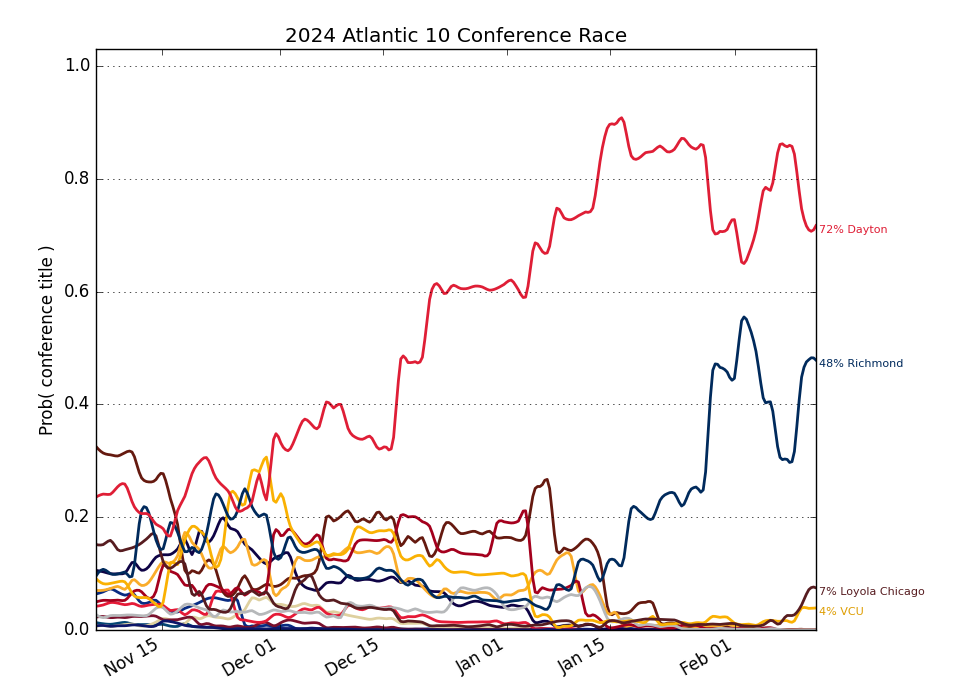 2024 Atlantic 10 Conference Race
1.0
0.8
0.6
0.4
0.2
0.0
Prob( conference title )
72% Dayton
48% Richmond
7% Loyola Chicago
4% VCU
Nov 15
Dec 01
Dec 15
Jan 01
Jan 15
Feb 01